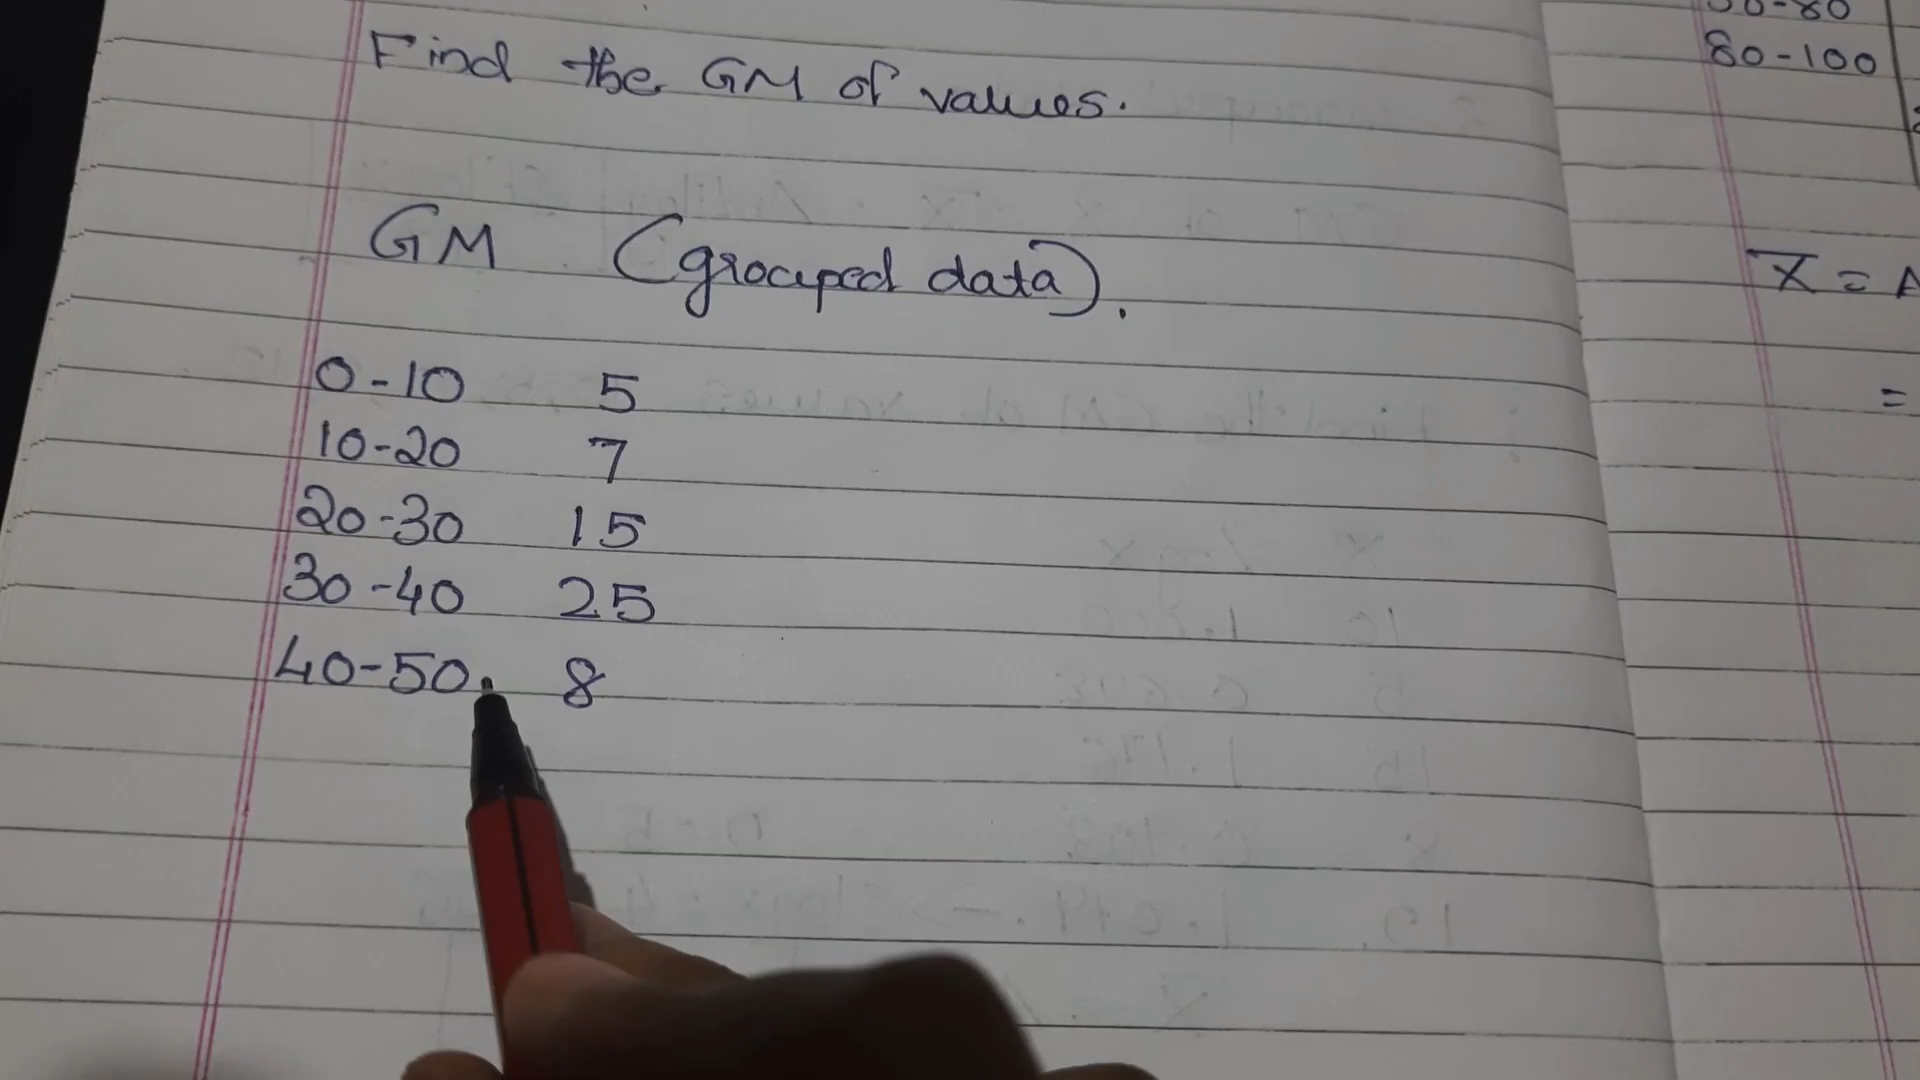 Find the GM of values.
GM (grouped data).
0-10 5
10-20 7
20-30 15
30-40 25
40-50 8
80-100
X̄ = A
=